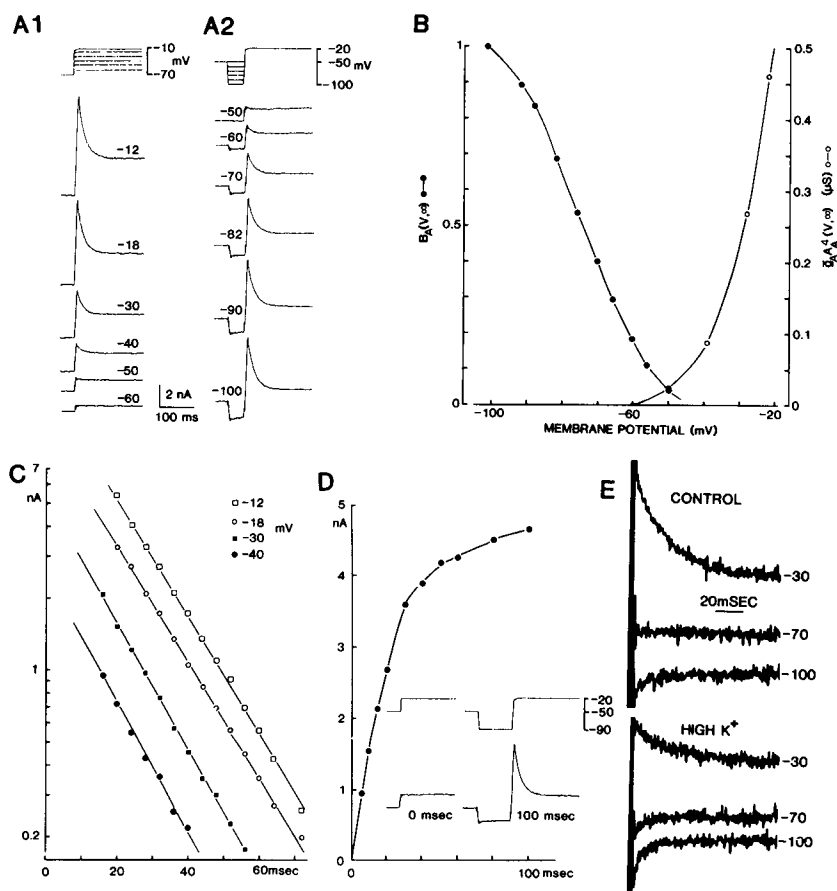 A1
-10
mV
-70
-12
-18
-30
-40
-50
-60
2 nA
100 ms
A2
-20
-50 mV
-100
-50
-60
-70
-82
-90
-100
B
1
0.5
0
B_A(V,∞) ●—●
0.5
0.4
0.3
0.2
0.1
0
ḡ_A A_A^4 (V,∞) (μS) ○—○
-100
-60
-20
MEMBRANE POTENTIAL (mV)
C
7
nA
1
0.2
□ -12
○ -18 mV
■ -30
● -40
0
20
40
60msec
D
5
nA
4
3
2
1
0
-20
-50
-90
0 msec
100 msec
0
100 msec
E
CONTROL
-30
20mSEC
-70
-100
HIGH K+
-30
-70
-100